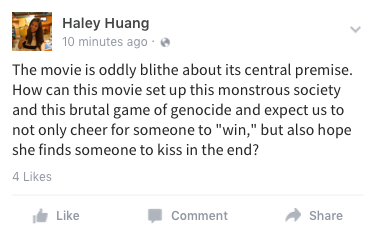 Haley Huang
10 minutes ago ·
The movie is oddly blithe about its central premise.
How can this movie set up this monstrous society
and this brutal game of genocide and expect us to
not only cheer for someone to "win," but also hope
she finds someone to kiss in the end?
4 Likes
Like Comment Share